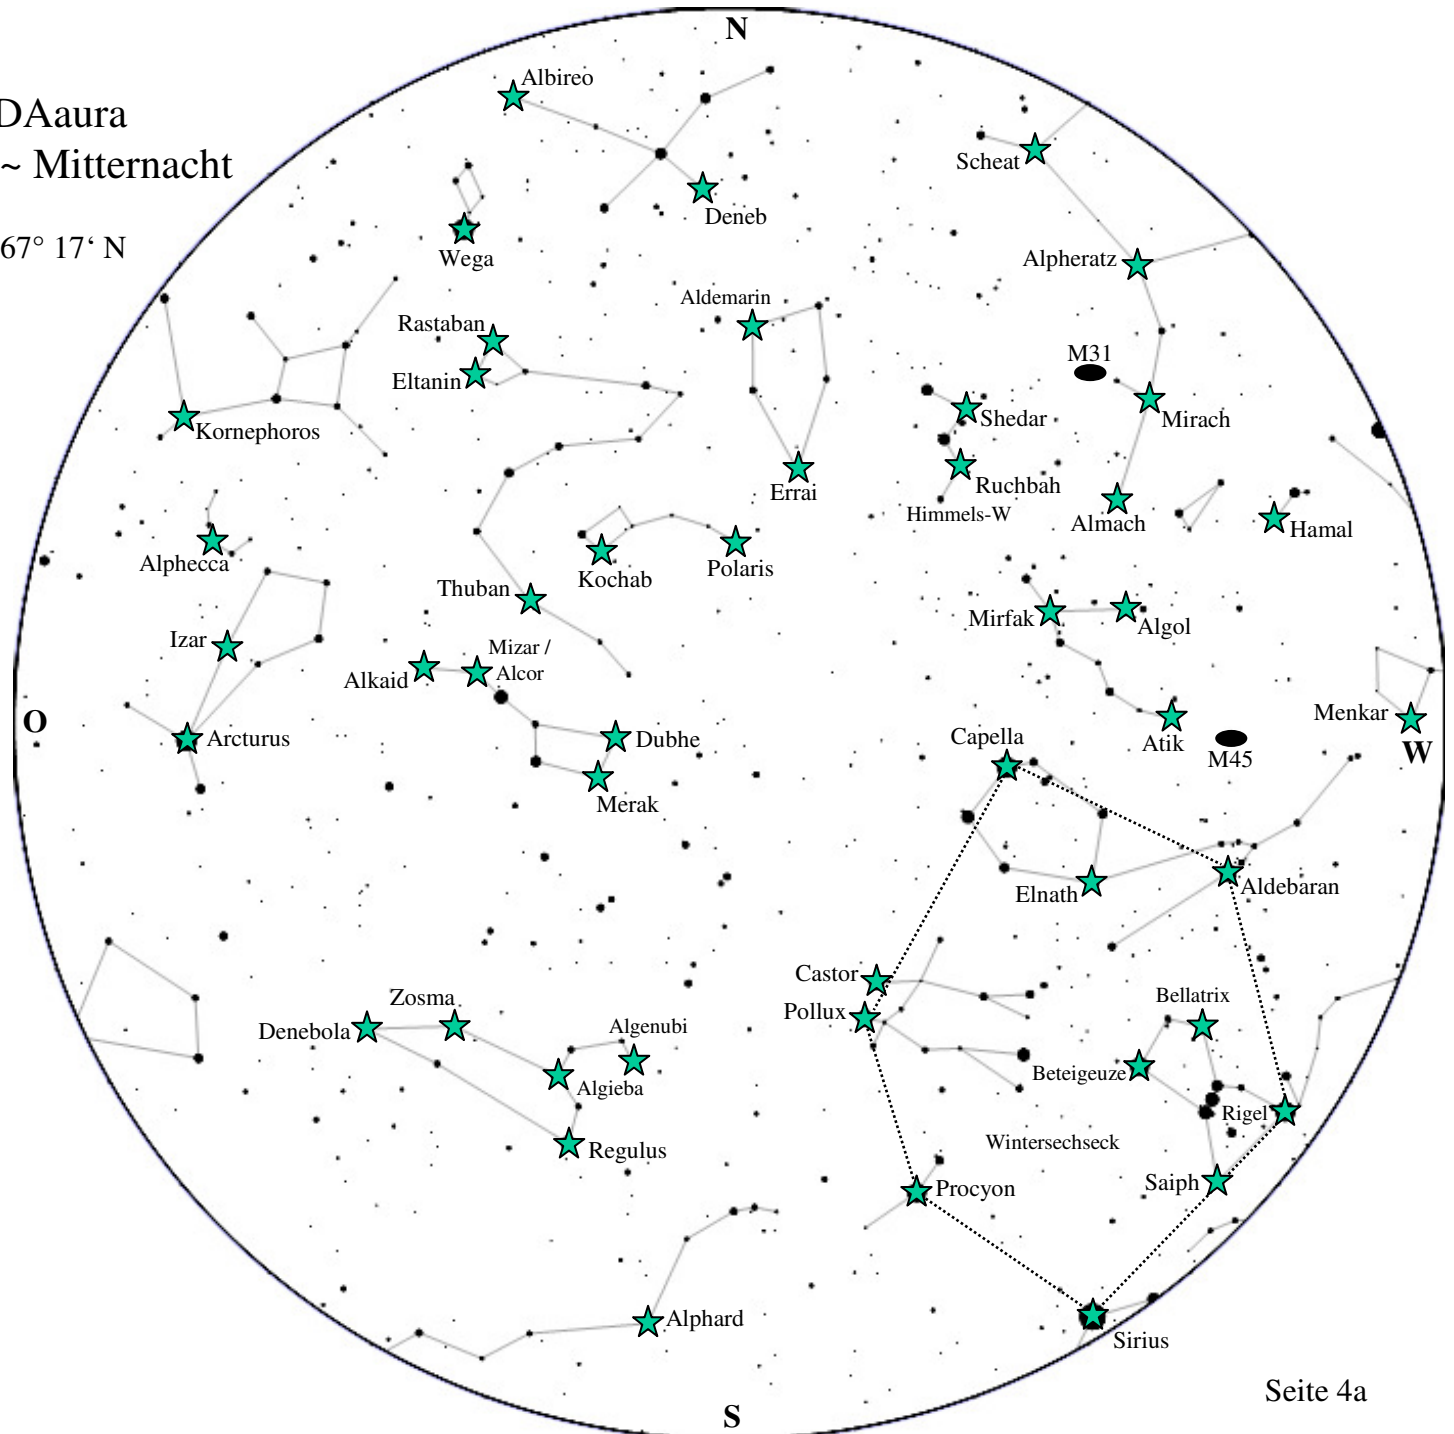 N
Albireo
DAaura
~ Mitternacht
Scheat
Deneb
67° 17‘ N
Wega
Alpheratz
Aldemarin
Rastaban
M31
Eltanin
Shedar
Mirach
Kornephoros
Ruchbah
Errai
Himmels-W
Almach
Hamal
Alphecca
Polaris
Kochab
Thuban
Mirfak
Algol
Izar
Mizar /
Alcor
Alkaid
Menkar
O
Arcturus
Dubhe
Capella
Atik
W
M45
Merak
Elnath
Aldebaran
Castor
Zosma
Bellatrix
Pollux
Denebola
Algenubi
Beteigeuze
Algieba
Rigel
Wintersechseck
Regulus
Saiph
Procyon
Alphard
Sirius
Seite 4a
S